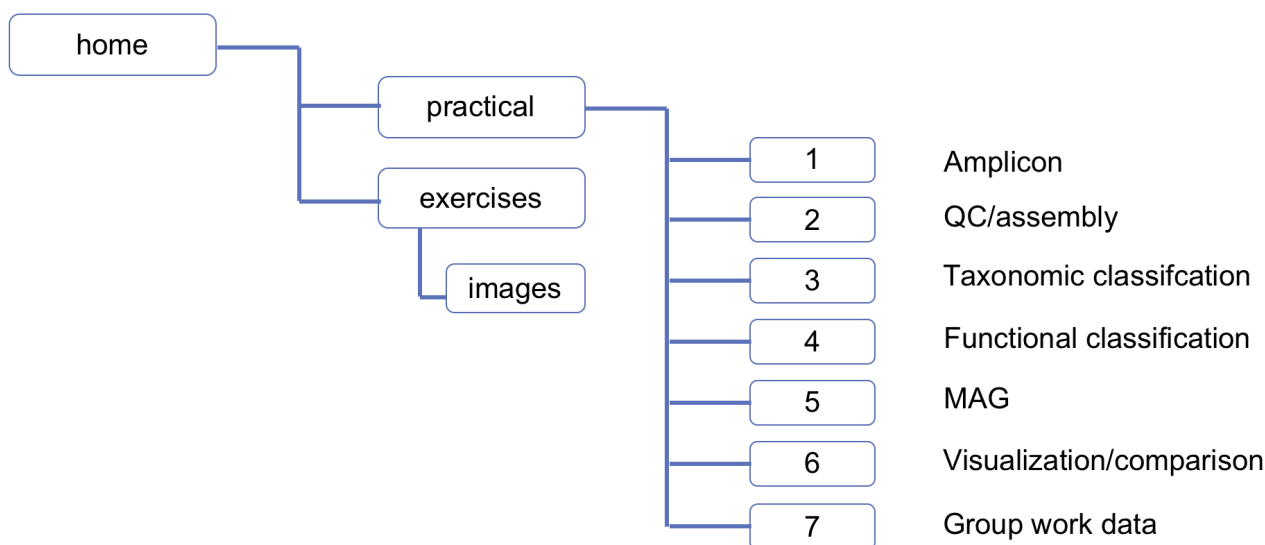 home
practical
exercises
images
1 Amplicon
2 QC/assembly
3 Taxonomic classifcation
4 Functional classification
5 MAG
6 Visualization/comparison
7 Group work data